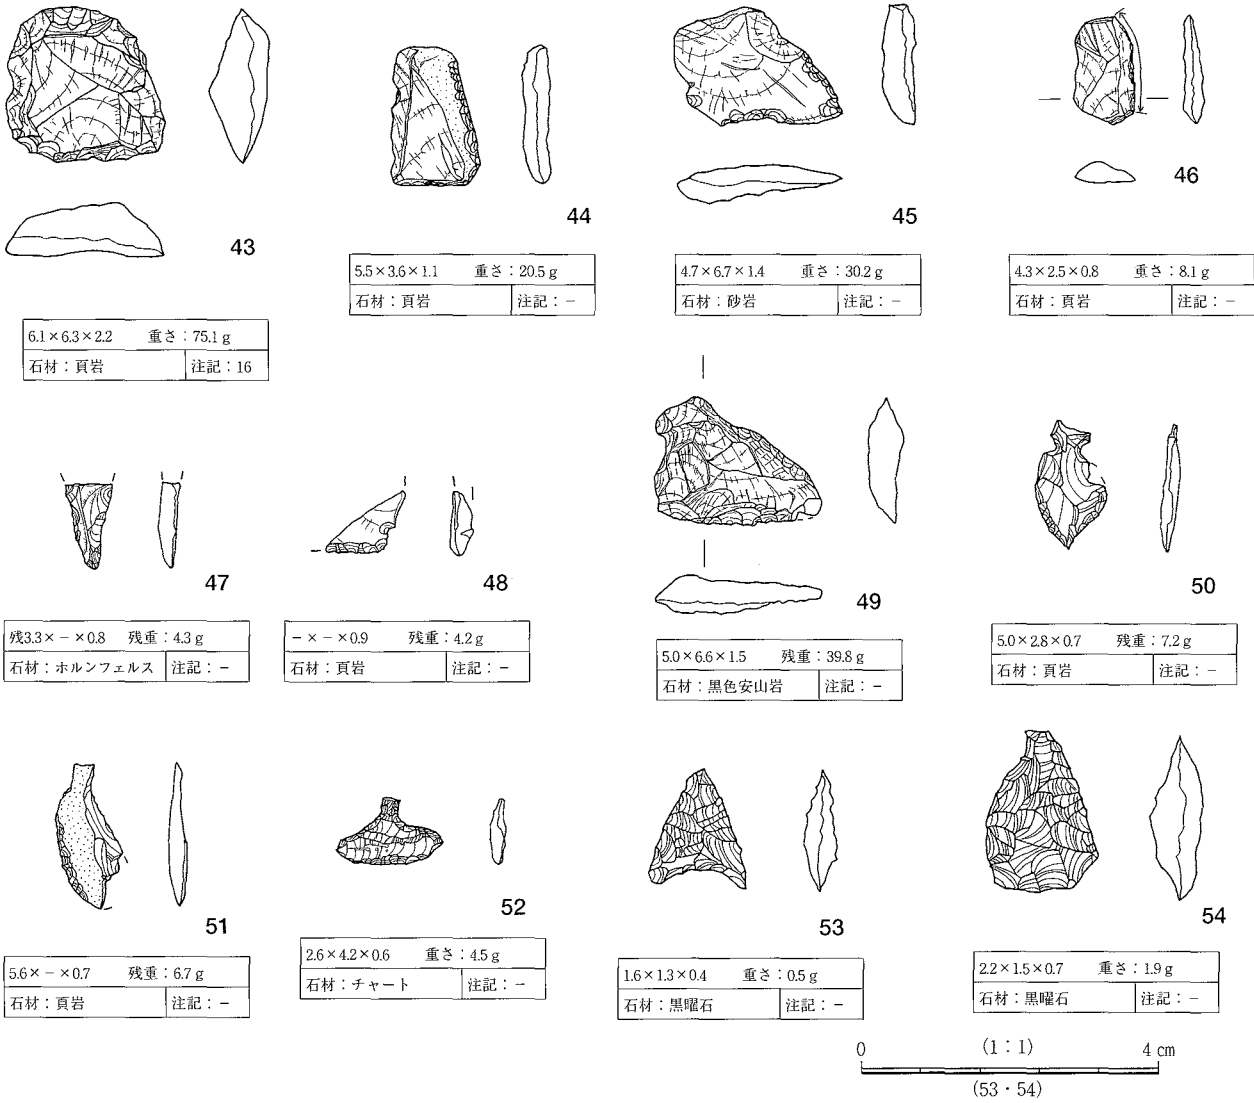 43
6.1×6.3×2.2 重さ：75.1 g
石材：頁岩 注記：16
44
5.5×3.6×1.1 重さ：20.5 g
石材：頁岩 注記：−
45
4.7×6.7×1.4 重さ：30.2 g
石材：砂岩 注記：−
46
4.3×2.5×0.8 重さ：8.1 g
石材：頁岩 注記：−
47
残3.3×−×0.8 残重：4.3 g
石材：ホルンフェルス 注記：−
48
−×−×0.9 残重：4.2 g
石材：頁岩 注記：−
49
5.0×6.6×1.5 残重：39.8 g
石材：黒色安山岩 注記：−
50
5.0×2.8×0.7 残重：7.2 g
石材：頁岩 注記：−
51
5.6×−×0.7 残重：6.7 g
石材：頁岩 注記：−
52
2.6×4.2×0.6 重さ：4.5 g
石材：チャート 注記：−
53
1.6×1.3×0.4 重さ：0.5 g
石材：黒曜石 注記：−
54
2.2×1.5×0.7 重さ：1.9 g
石材：黒曜石 注記：−
0 (1：1) 4 cm
(53・54)